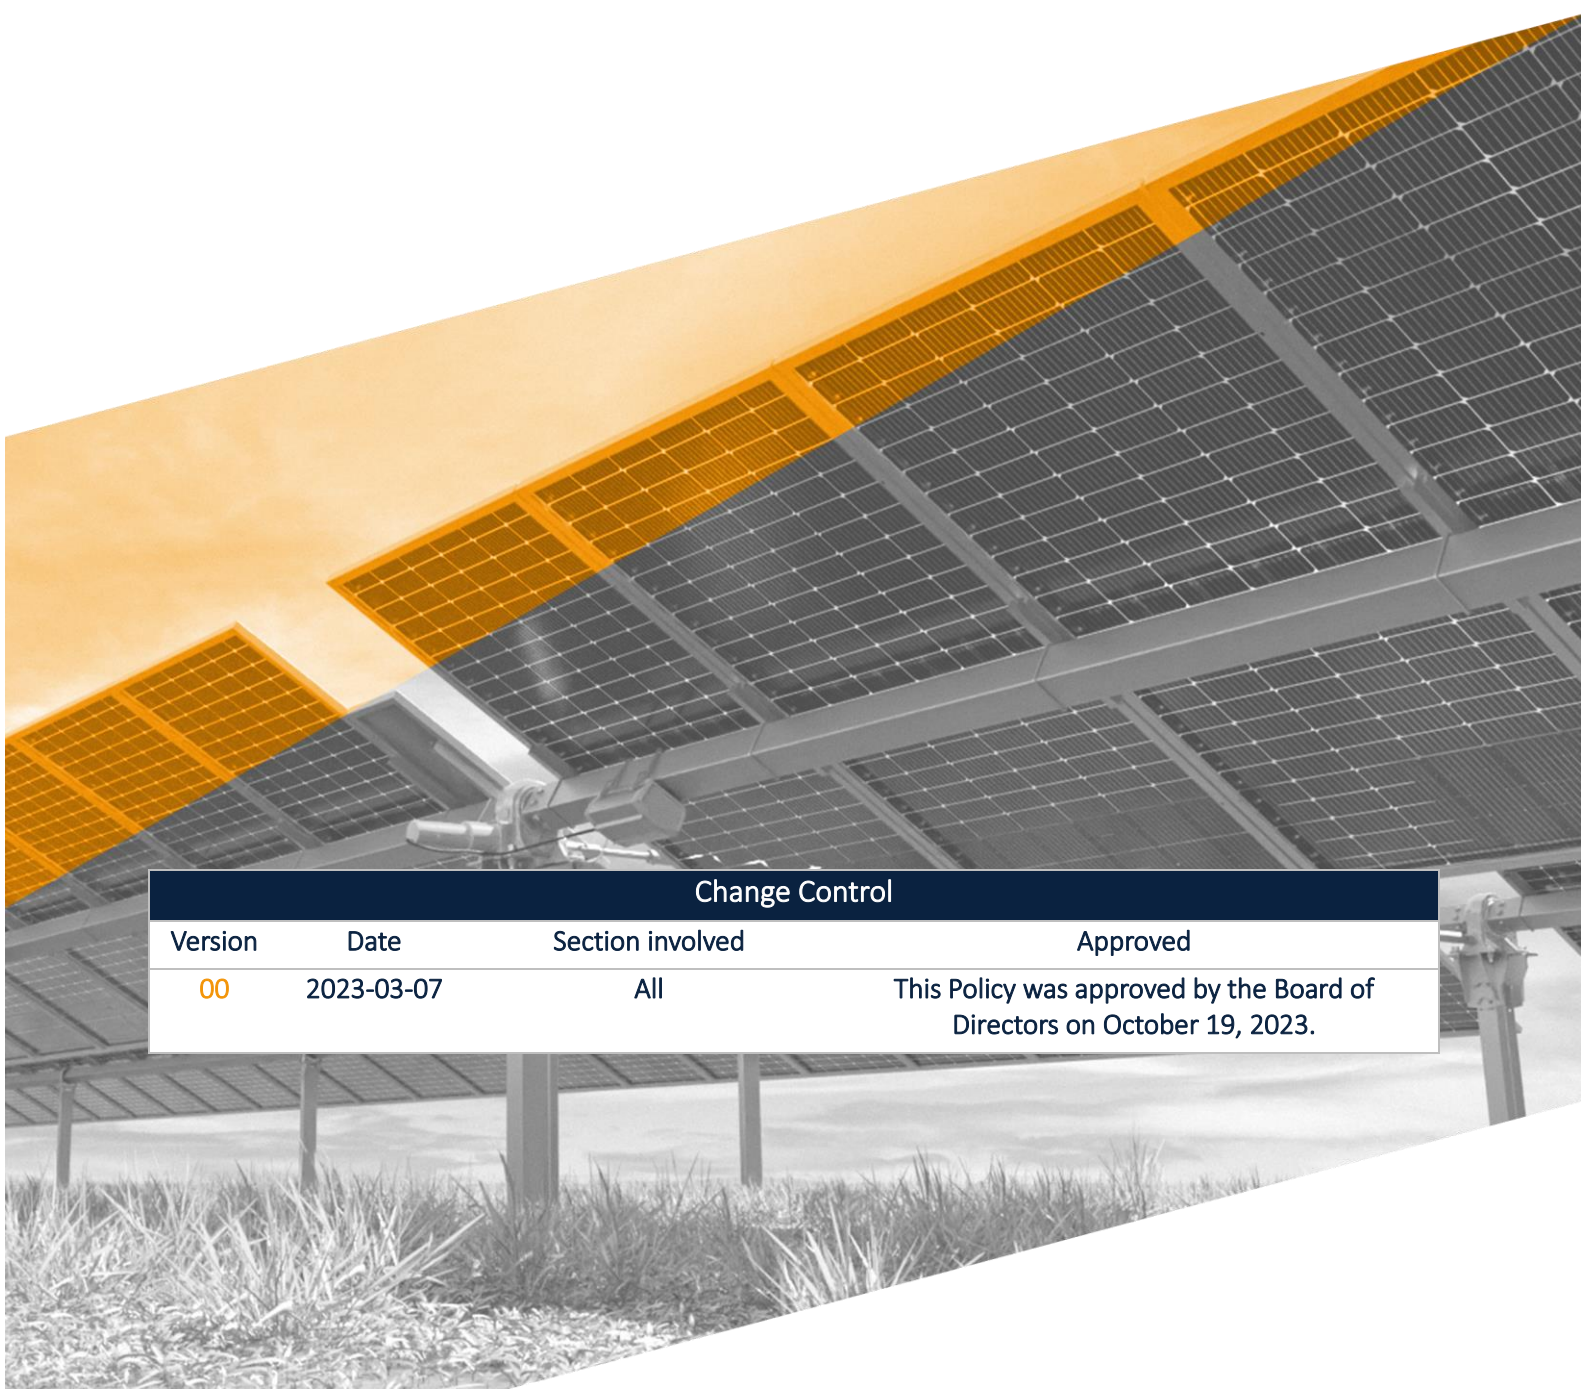 Change Control
Version Date Section involved Approved
00 2023-03-07 All This Policy was approved by the Board of
Directors on October 19, 2023.